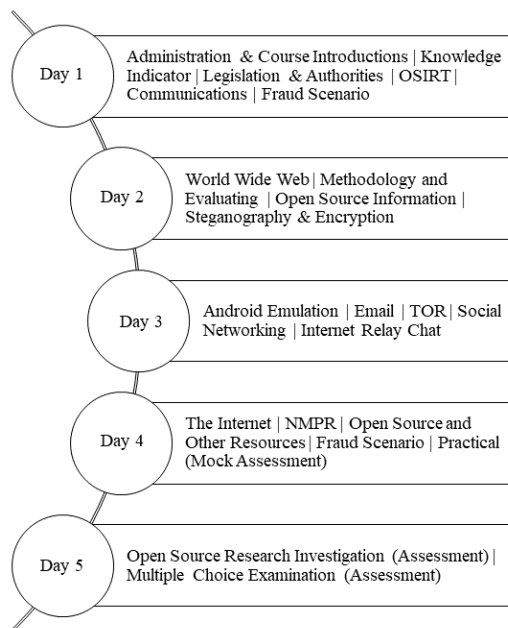 Day 1
Administration & Course Introductions | Knowledge
Indicator | Legislation & Authorities | OSIRT |
Communications | Fraud Scenario
Day 2
World Wide Web | Methodology and
Evaluating | Open Source Information |
Steganography & Encryption
Day 3
Android Emulation | Email | TOR | Social
Networking | Internet Relay Chat
Day 4
The Internet | NMPR | Open Source and
Other Resources | Fraud Scenario | Practical
(Mock Assessment)
Day 5
Open Source Research Investigation (Assessment) |
Multiple Choice Examination (Assessment)